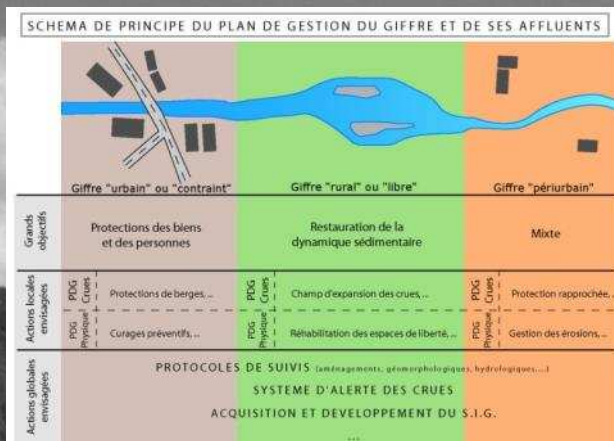 SCHEMA DE PRINCIPE DU PLAN DE GESTION DU GIFFRE ET DE SES AFFLUENTS
Giffre "urbain" ou "contraint"
Giffre "rural" ou "libre"
Giffre "périurbain"
Grands objectifs
Protections des biens
et des personnes
Restauration de la
dynamique sédimentaire
Mixte
Actions locales envisagées
PDG Crues
Protections de berges, ...
PDG Crues
Champ d'expansion des crues, ...
PDG Crues
Protection rapprochée, ...
PDG Physique
Curages préventifs, ...
PDG Physique
Réhabilitation des espaces de liberté, ...
PDG Physique
Gestion des érosions, ...
Actions globales envisagées
PROTOCOLES DE SUIVIS (aménagements, géomorphologiques, hydrologiques,...)
SYSTEME D'ALERTE DES CRUES
ACQUISITION ET DEVELOPPEMENT DU S.I.G.
...